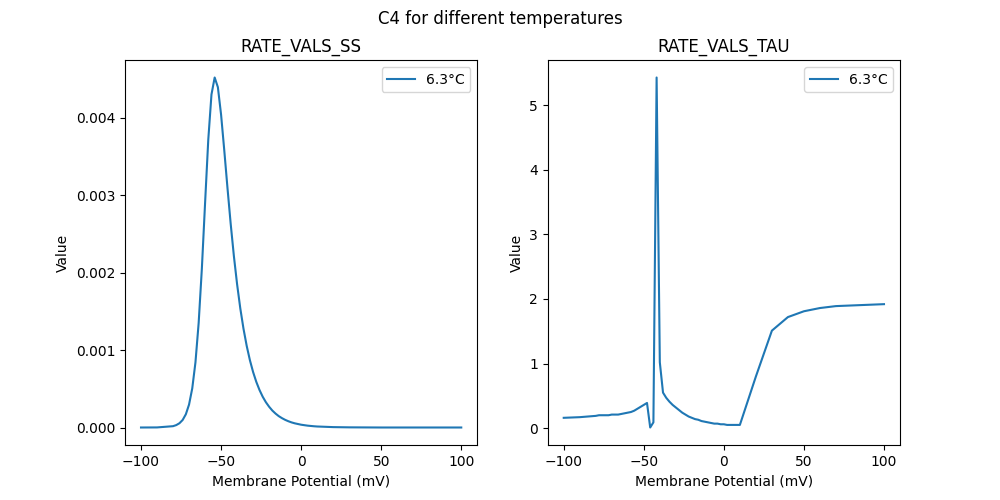 C4 for different temperatures
RATE_VALS_SS
6.3°C
0.004
0.003
0.002
0.001
0.000
Value
−100
−50
0
50
100
Membrane Potential (mV)
RATE_VALS_TAU
6.3°C
5
4
3
2
1
0
Value
−100
−50
0
50
100
Membrane Potential (mV)